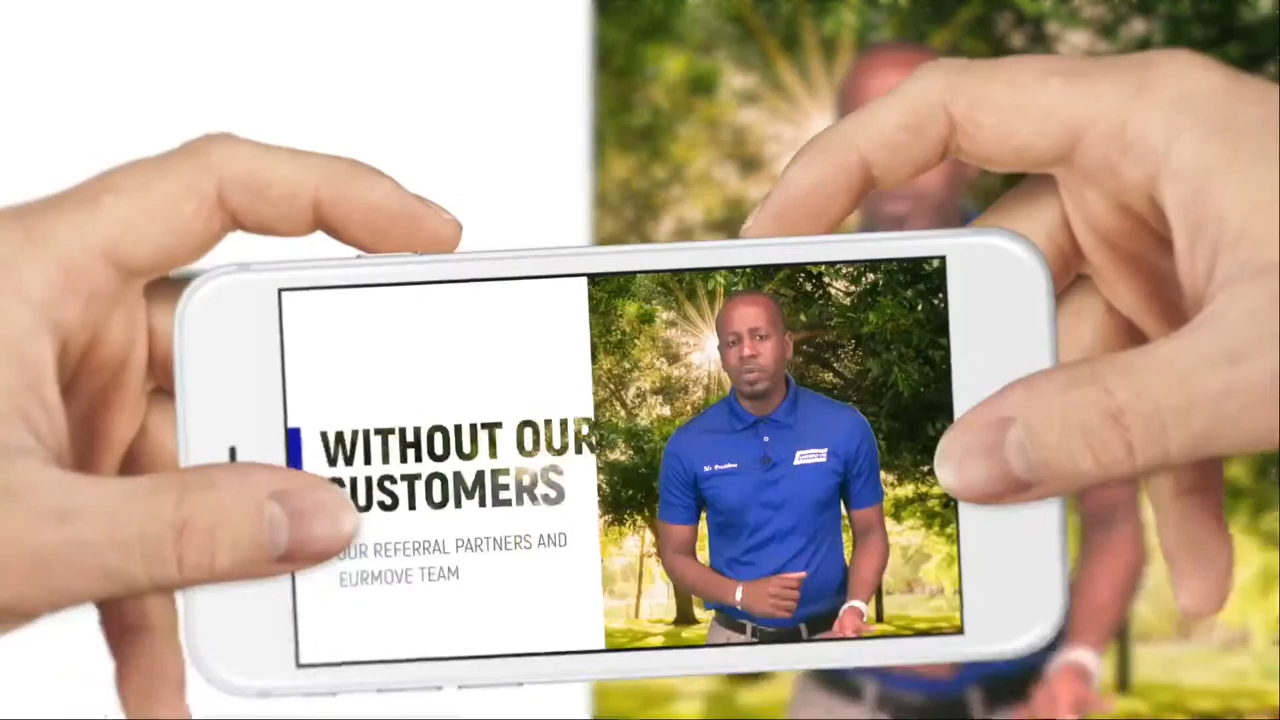 WITHOUT OUR
CUSTOMERS
OUR REFERRAL PARTNERS AND
EURMOVE TEAM